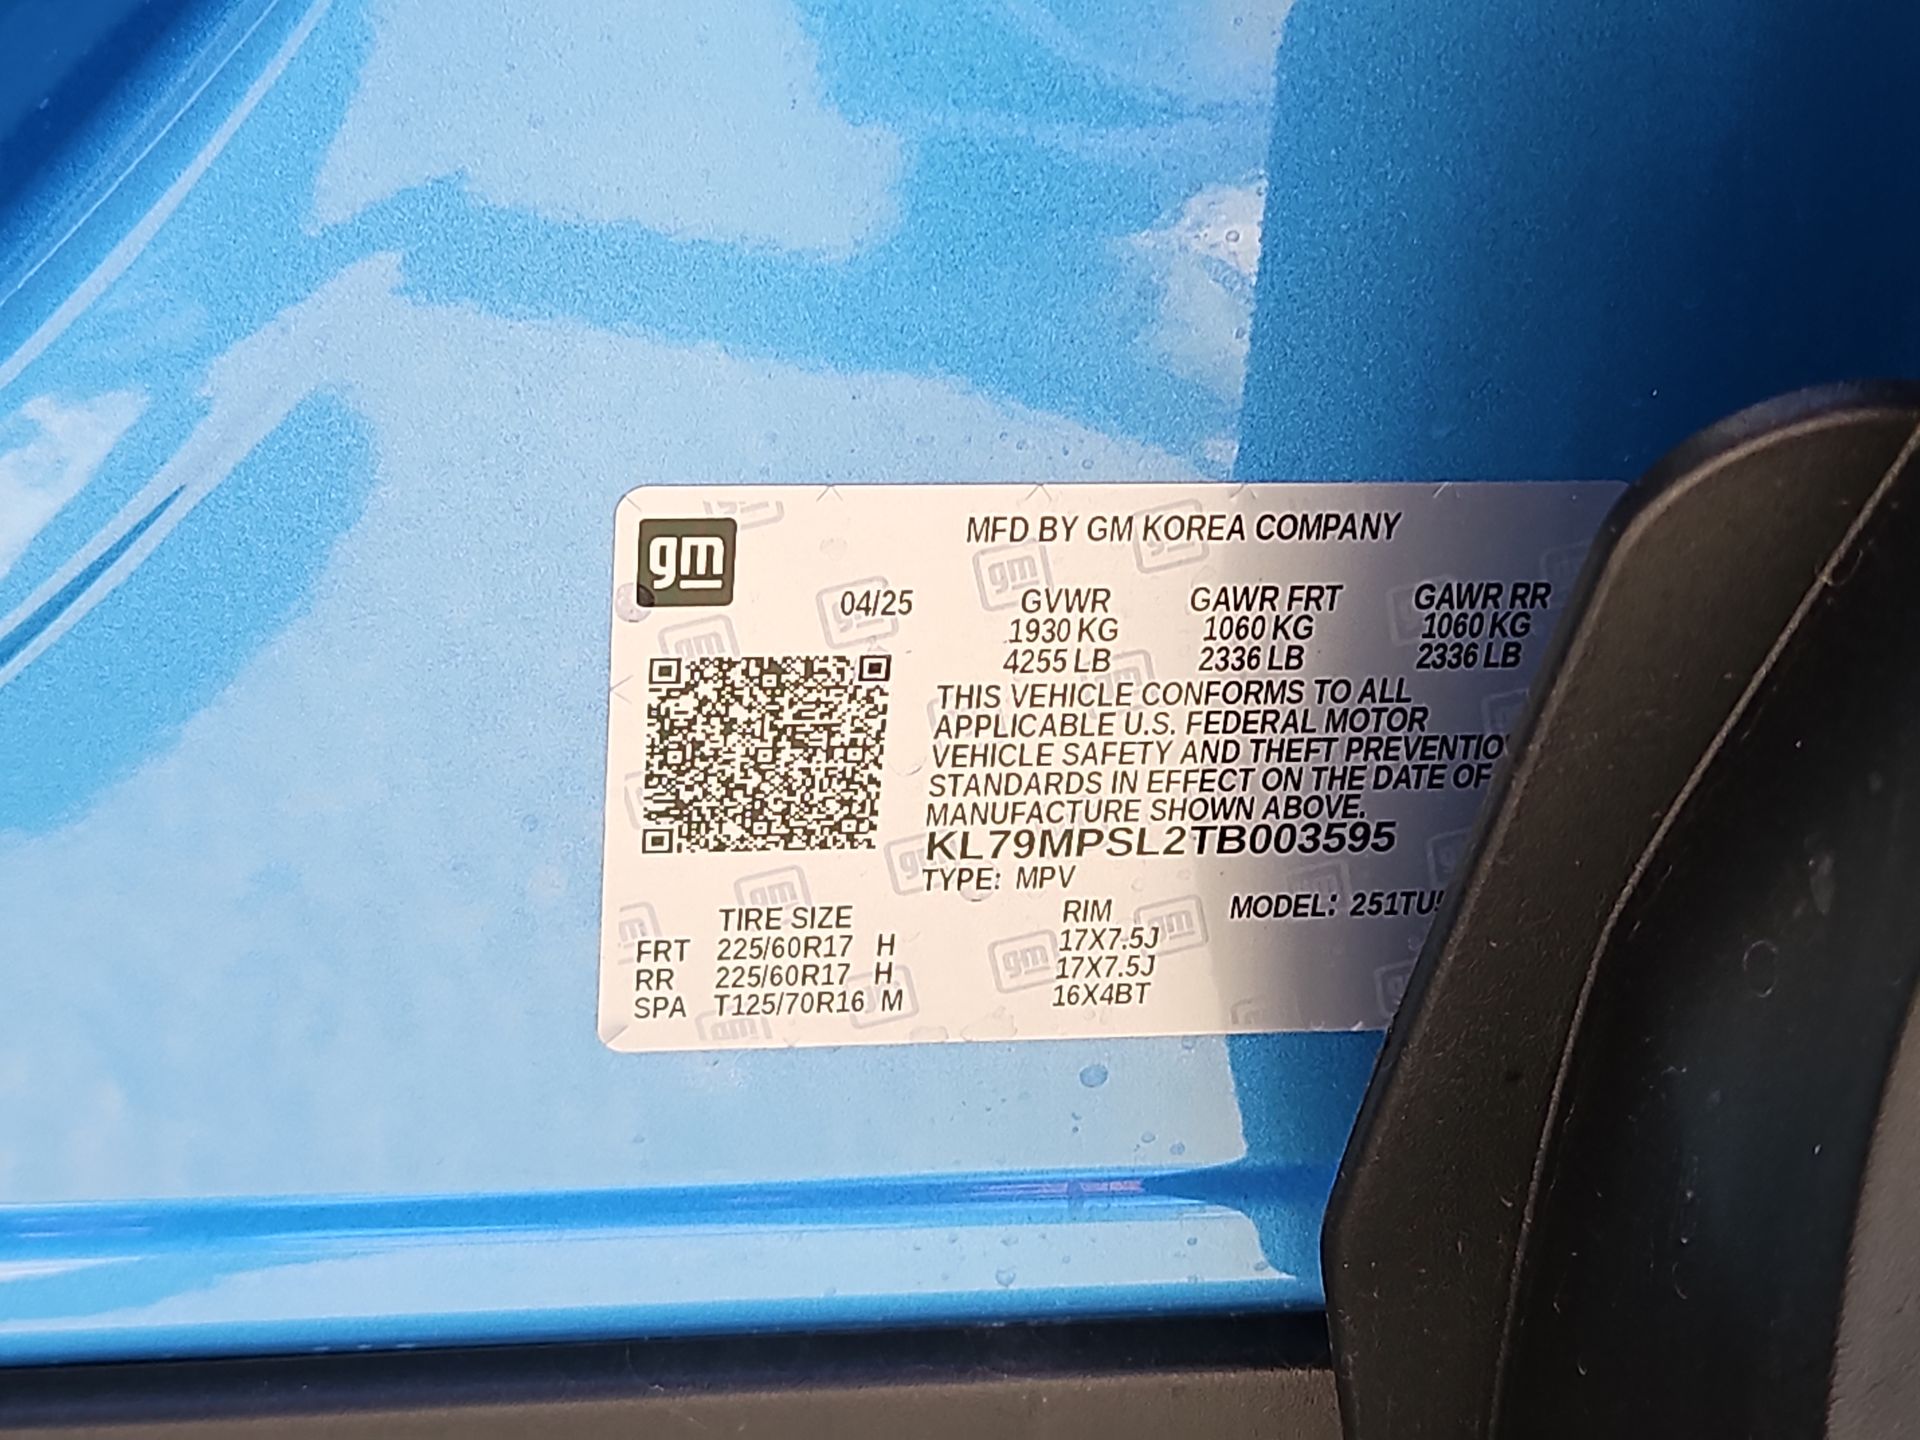 gm
MFD BY GM KOREA COMPANY
04/25 GVWR GAWR FRT GAWR RR
1930 KG 1060 KG 1060 KG
4255 LB 2336 LB 2336 LB
THIS VEHICLE CONFORMS TO ALL
APPLICABLE U.S. FEDERAL MOTOR
VEHICLE SAFETY AND THEFT PREVENTIO
STANDARDS IN EFFECT ON THE DATE OF
MANUFACTURE SHOWN ABOVE.
KL79MPSL2TB003595
TYPE: MPV
MODEL: 251TU
TIRE SIZE RIM
FRT 225/60R17 H 17X7.5J
RR 225/60R17 H 17X7.5J
SPA T125/70R16 M 16X4BT